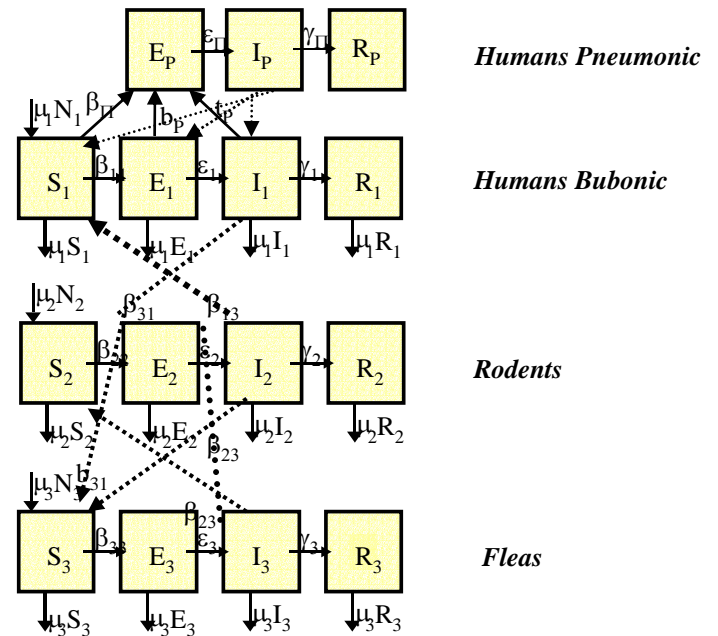 ε_Π γ_Π
E_P I_P R_P Humans Pneumonic
μ_1N_1 β_Π b_P t_P
S_1 β_11 E_1 ε_1 I_1 γ_1 R_1 Humans Bubonic
μ_1S_1 μ_1E_1 μ_1I_1 μ_1R_1
μ_2N_2 β_31 β_13
S_2 β_22 E_2 ε_2 I_2 γ_2 R_2 Rodents
μ_2S_2 μ_2E_2 μ_2I_2 μ_2R_2
β_23
μ_3N_3 b_31
β_23
S_3 β_33 E_3 ε_3 I_3 γ_3 R_3 Fleas
μ_3S_3 μ_3E_3 μ_3I_3 μ_3R_3